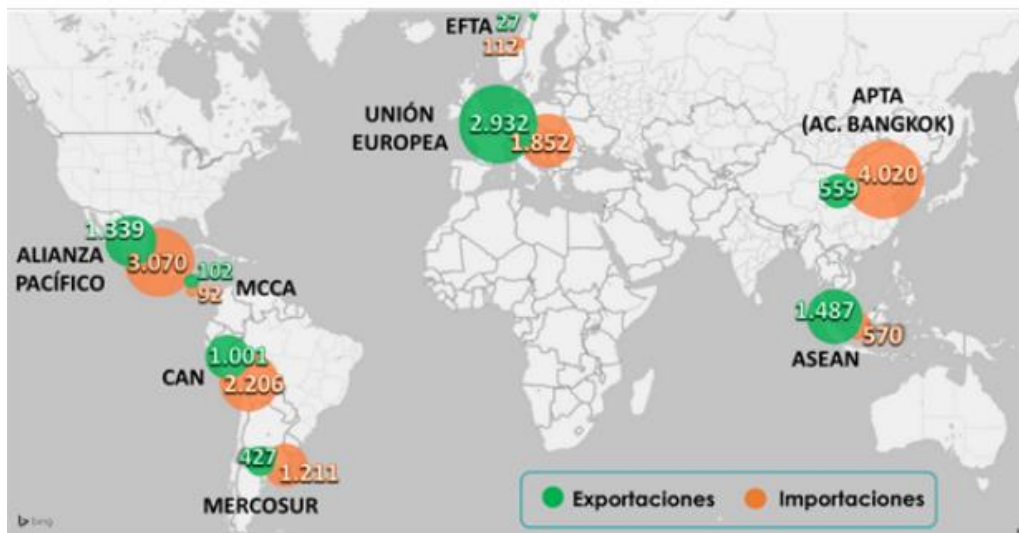 EFTA
27
112
UNIÓN
EUROPEA
2.932
1.852
APTA
(AC. BANGKOK)
4.020
559
1.339
ALIANZA
PACÍFICO
3.070
102
MCCA
92
1.487
570
ASEAN
1.001
CAN
2.206
427
1.211
MERCOSUR
Exportaciones
Importaciones
bing